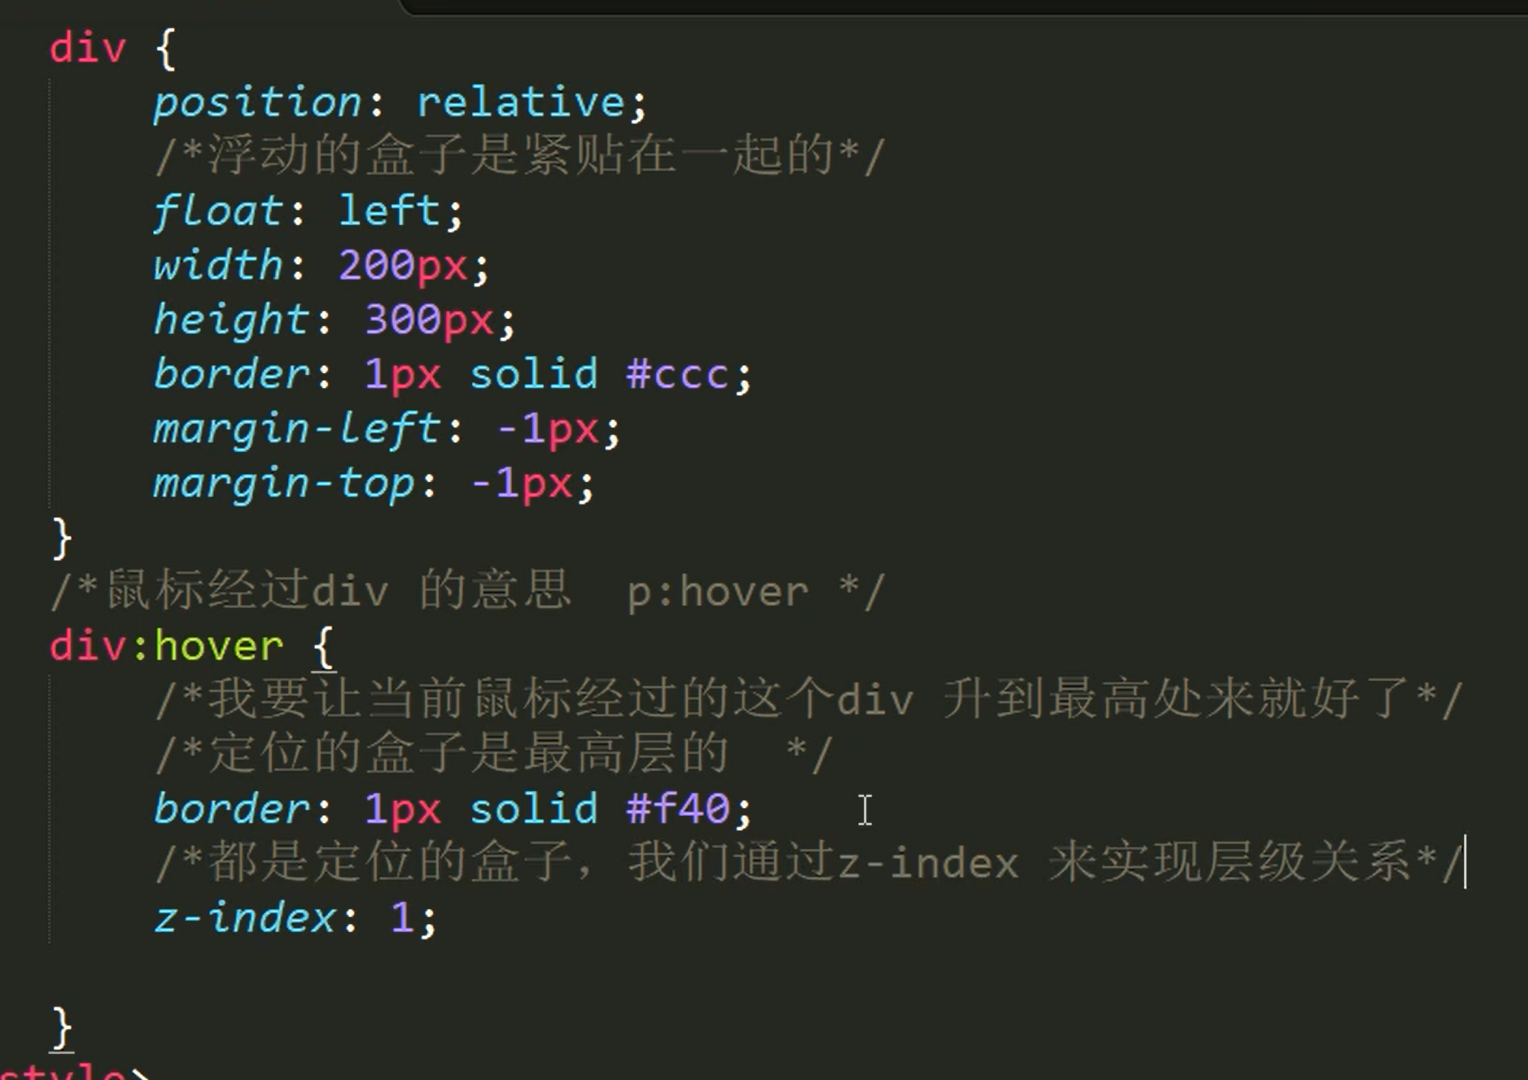 div {
position: relative;
/*浮动的盒子是紧贴在一起的*/
float: left;
width: 200px;
height: 300px;
border: 1px solid #ccc;
margin-left: -1px;
margin-top: -1px;
}
/*鼠标经过div 的意思  p:hover */
div:hover {
/*我要让当前鼠标经过的这个div 升到最高处来就好了*/
/*定位的盒子是最高层的  */
border: 1px solid #f40;
/*都是定位的盒子，我们通过z-index 来实现层级关系*/
z-index: 1;
}
style>